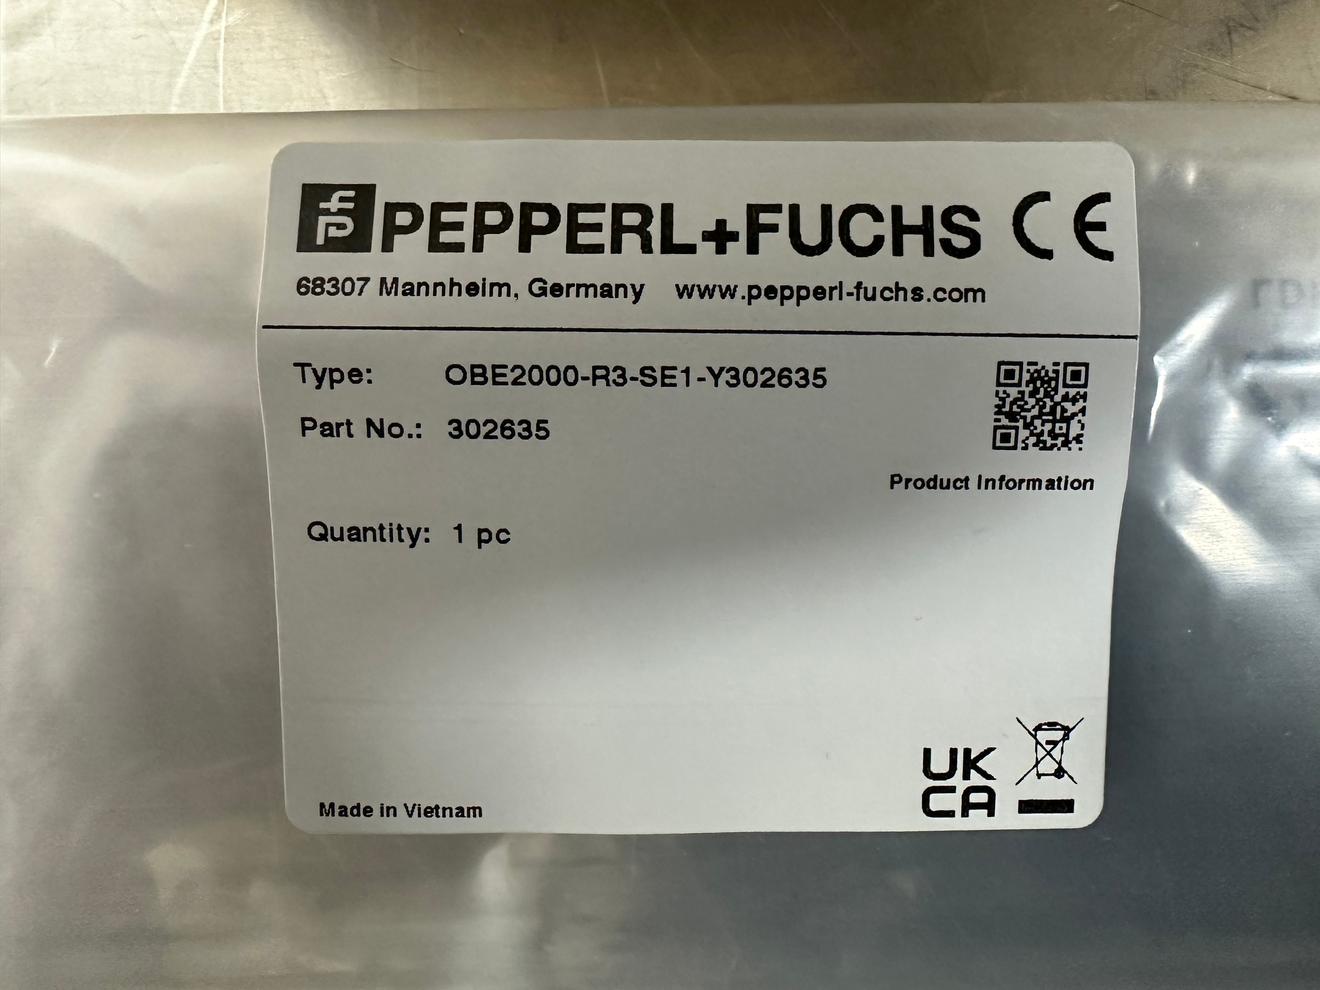 PEPPERL+FUCHS CE
68307 Mannheim, Germany www.pepperl-fuchs.com
Type: OBE2000-R3-SE1-Y302635
Part No.: 302635
Product Information
Quantity: 1 pc
UK
CA
Made in Vietnam